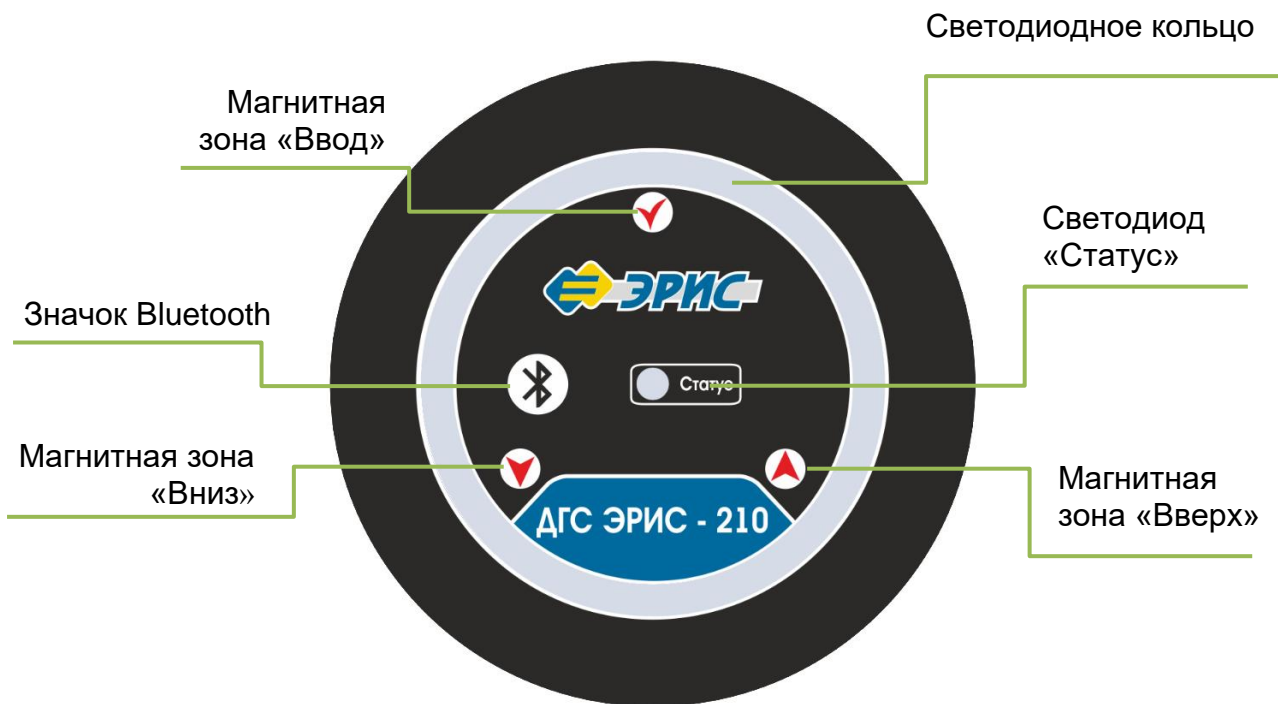 Светодиодное кольцо
Магнитная
зона «Ввод»
Светодиод
«Статус»
ЭРИС
Значок Bluetooth
Статус
Магнитная зона
«Вниз»
Магнитная
зона «Вверх»
ДГС ЭРИС - 210